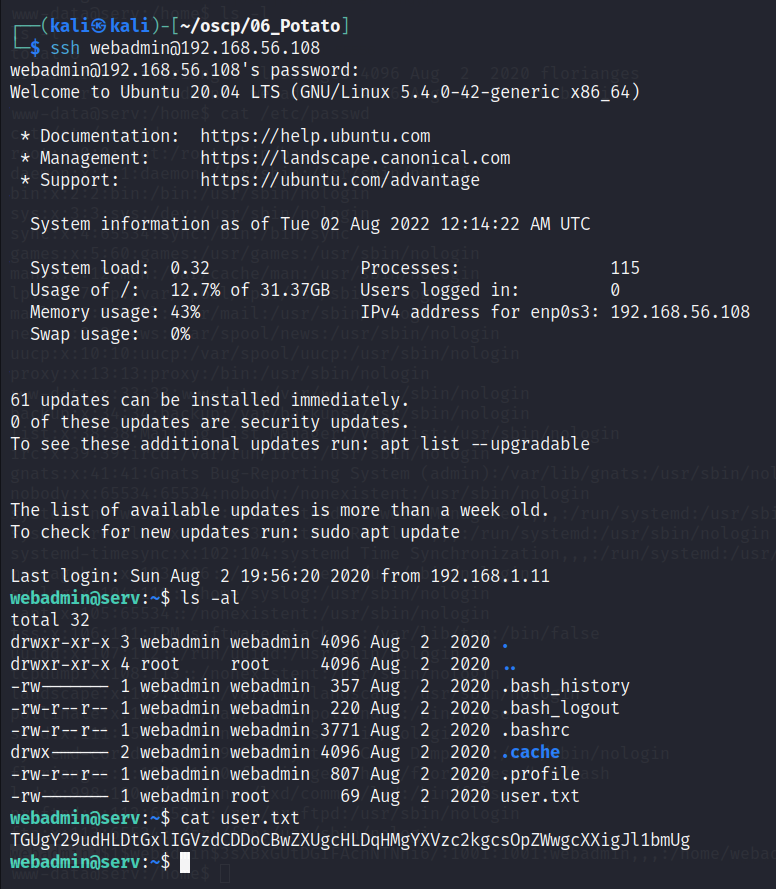 ┌──(kali㉿kali)-[~/oscp/06_Potato]
└─$ ssh webadmin@192.168.56.108
webadmin@192.168.56.108's password:
Welcome to Ubuntu 20.04 LTS (GNU/Linux 5.4.0-42-generic x86_64)
* Documentation: https://help.ubuntu.com
* Management: https://landscape.canonical.com
* Support: https://ubuntu.com/advantage
System information as of Tue 02 Aug 2022 12:14:22 AM UTC
System load: 0.32 Processes: 115
Usage of /: 12.7% of 31.37GB Users logged in: 0
Memory usage: 43% IPv4 address for enp0s3: 192.168.56.108
Swap usage: 0%
61 updates can be installed immediately.
0 of these updates are security updates.
To see these additional updates run: apt list --upgradable
The list of available updates is more than a week old.
To check for new updates run: sudo apt update
Last login: Sun Aug 2 19:56:20 2020 from 192.168.1.11
webadmin@serv:~$ ls -al
total 32
drwxr-xr-x 3 webadmin webadmin 4096 Aug 2 2020 .
drwxr-xr-x 4 root root 4096 Aug 2 2020 ..
-rw------- 1 webadmin webadmin 357 Aug 2 2020 .bash_history
-rw-r--r-- 1 webadmin webadmin 220 Aug 2 2020 .bash_logout
-rw-r--r-- 1 webadmin webadmin 3771 Aug 2 2020 .bashrc
drwx------ 2 webadmin webadmin 4096 Aug 2 2020 .cache
-rw-r--r-- 1 webadmin webadmin 807 Aug 2 2020 .profile
-rw------- 1 webadmin root 69 Aug 2 2020 user.txt
webadmin@serv:~$ cat user.txt
TGUgY29udHLDtGxlIGVzdCDDoCBwZXUgcHLDqHMgYXVzc2kgcsOpZWwgcXXigJl1bmUg
webadmin@serv:~$